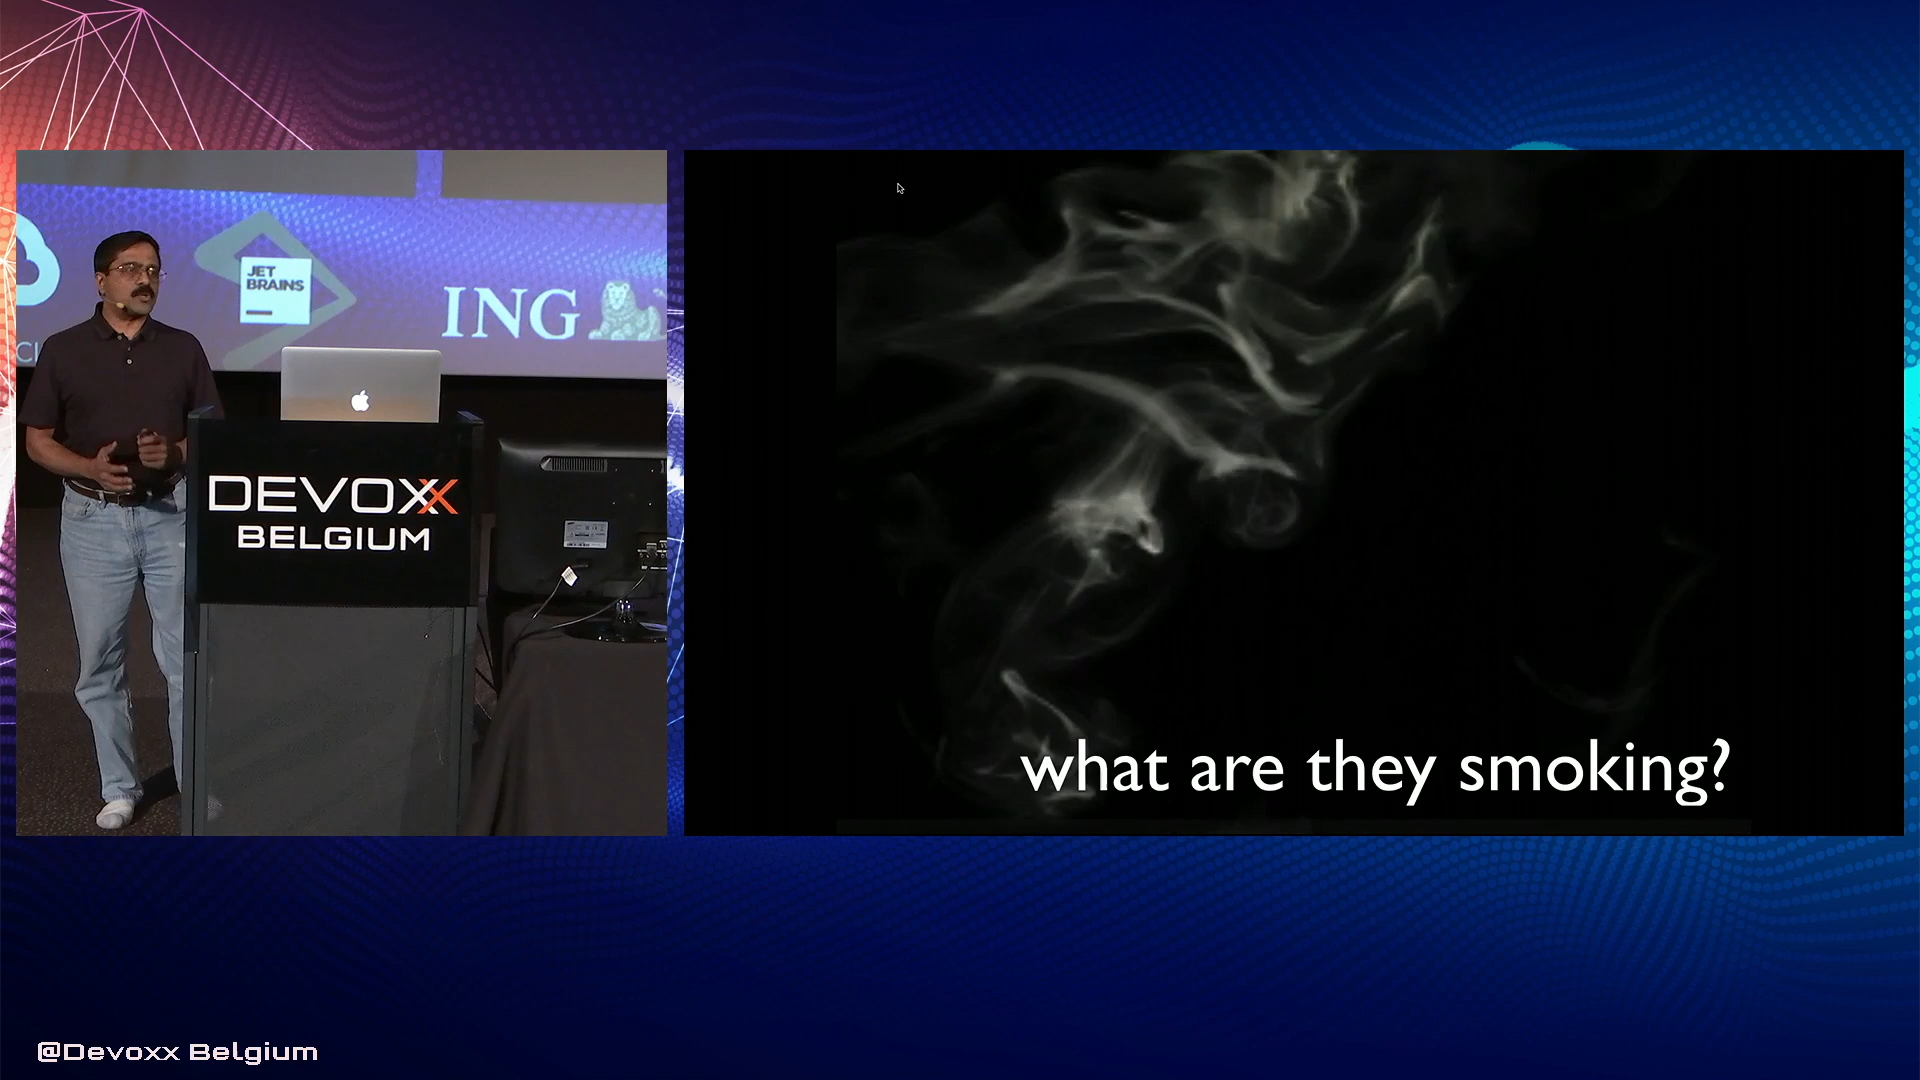 JET
BRAINS
ING
DEVOXX
BELGIUM
what are they smoking?
@Devoxx Belgium